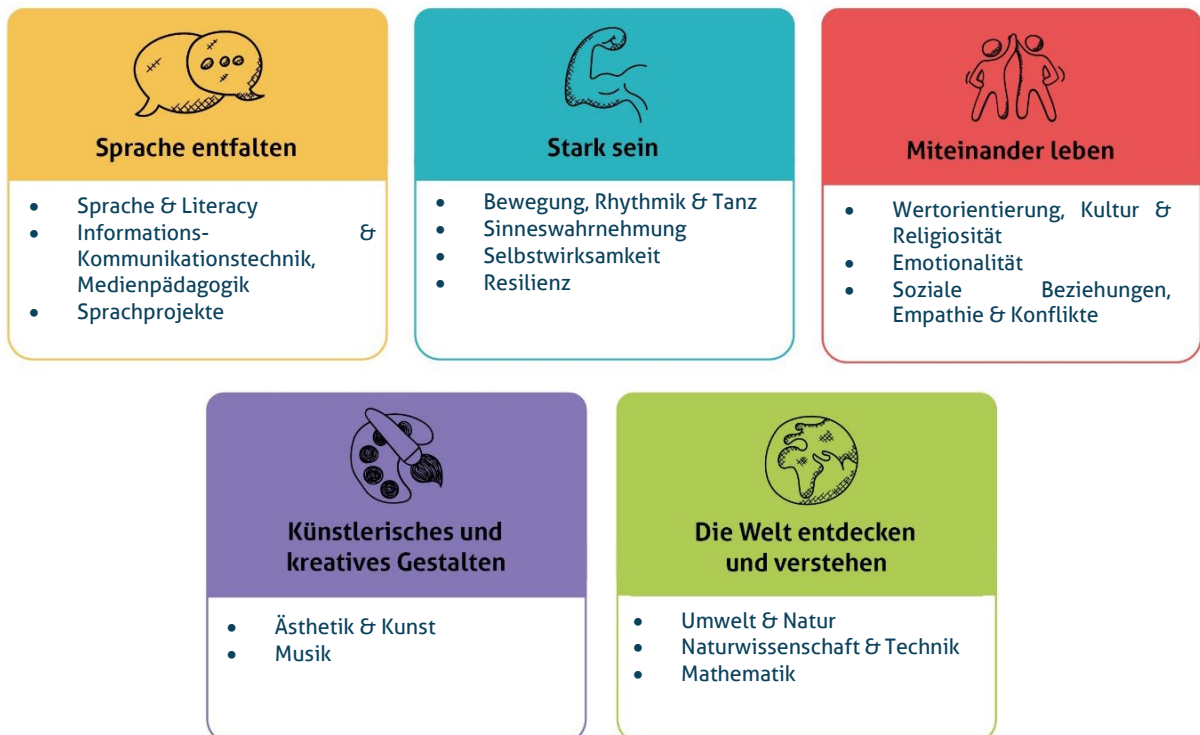 Sprache entfalten
• Sprache & Literacy
• Informations- &
Kommunikationstechnik,
Medienpädagogik
• Sprachprojekte
Stark sein
• Bewegung, Rhythmik & Tanz
• Sinneswahrnehmung
• Selbstwirksamkeit
• Resilienz
Miteinander leben
• Wertorientierung, Kultur &
Religiosität
• Emotionalität
• Soziale Beziehungen,
Empathie & Konflikte
Künstlerisches und
kreatives Gestalten
• Ästhetik & Kunst
• Musik
Die Welt entdecken
und verstehen
• Umwelt & Natur
• Naturwissenschaft & Technik
• Mathematik